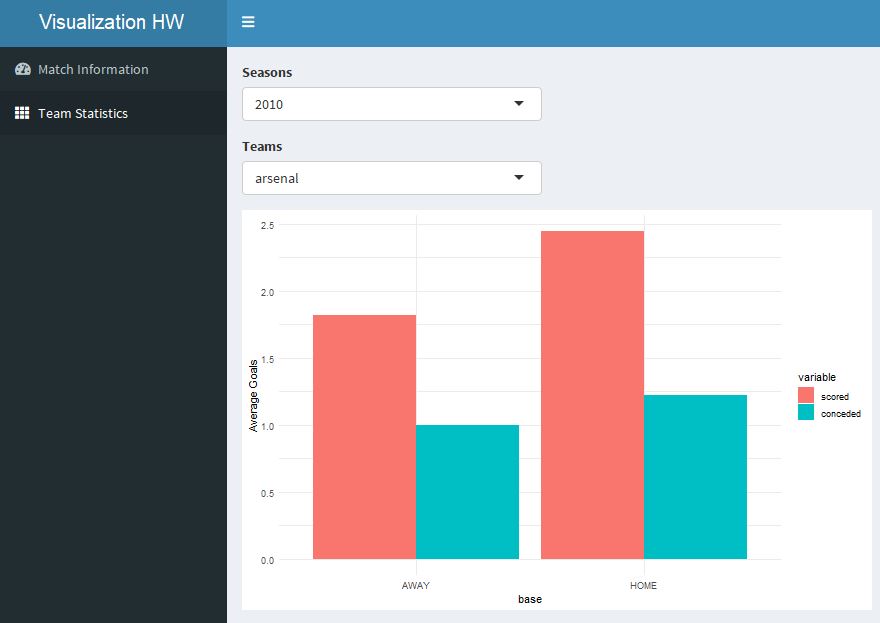 Visualization HW
Match Information
Team Statistics
Seasons
2010
Teams
arsenal
2.5
2.0
1.5
1.0
0.5
0.0
Average Goals
AWAY
HOME
base
variable
scored
conceded